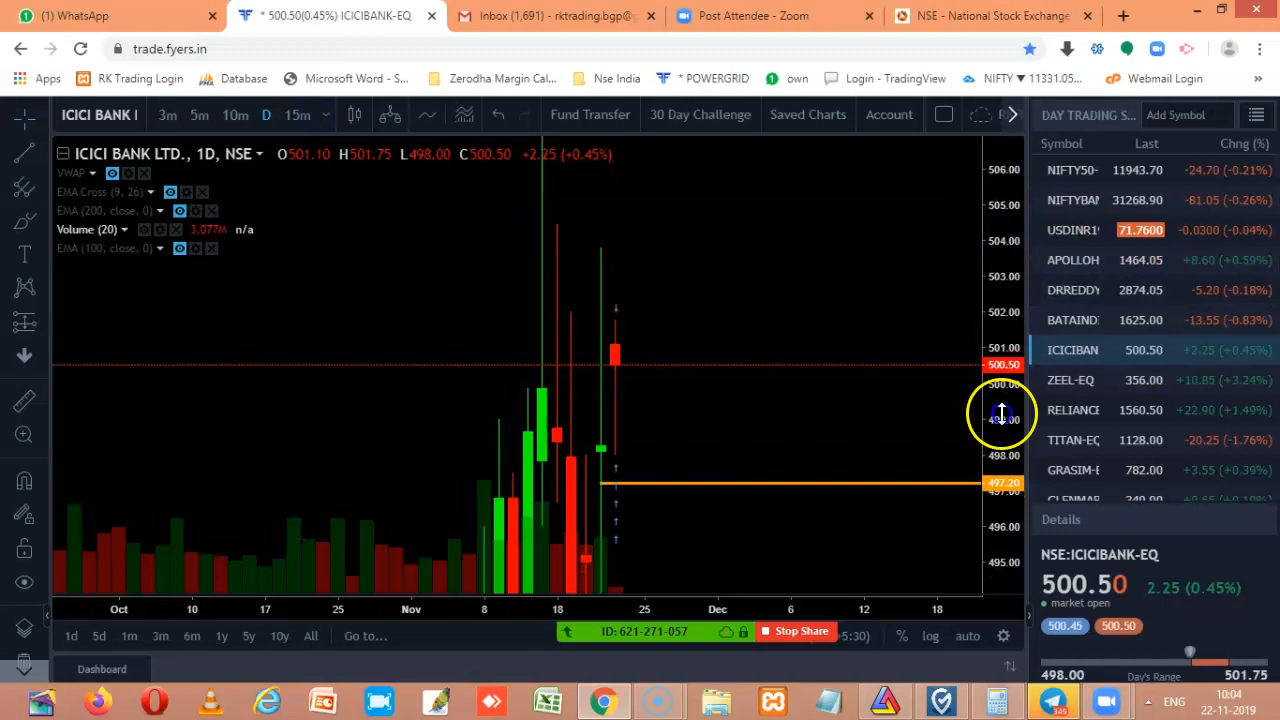 (1) WhatsApp
* 500.50(0.45%) ICICIBANK-EQ
Inbox (1,691) - rktrading.bgp@g
Post Attendee - Zoom
NSE - National Stock Exchange
trade.fyers.in
Apps
RK Trading Login
Database
Microsoft Word - S...
Zerodha Margin Cal...
Nse India
* POWERGRID
own
Login - TradingView
NIFTY ▼ 11331.05...
Webmail Login
»
ICICI BANK
3m 5m 10m D 15m
Fund Transfer
30 Day Challenge
Saved Charts
Account
DAY TRADING S...
Add Symbol
ICICI BANK LTD., 1D, NSE
O501.10 H501.75 L498.00 C500.50 +2.25 (+0.45%)
VWAP
EMA Cross (9, 26)
EMA (200, close, 0)
Volume (20) 3.077M n/a
EMA (100, close, 0)
506.00
505.00
504.00
503.00
502.00
501.00
500.50
500.00
498.00
497.20
496.00
495.00
Oct 10 17 25 Nov 8 18 25 Dec 6 12 18
1d 5d 1m 3m 6m 1y 5y 10y All Go to...
ID: 621-271-057
Stop Share
+5:30) % log auto
Dashboard
Symbol Last Chng (%)
NIFTY50- 11943.70 -24.70 (-0.21%)
NIFTYBAN 31268.90 -81.05 (-0.26%)
USDINR19 71.7600 -0.0300 (-0.04%)
APOLLOH 1464.05 +8.60 (+0.59%)
DRREDDY 2874.05 -5.20 (-0.18%)
BATAIND 1625.00 -13.55 (-0.83%)
ICICIBAN 500.50 +2.25 (+0.45%)
ZEEL-EQ 356.00 +10.85 (+3.24%)
RELIANCE 1560.50 +22.90 (+1.49%)
TITAN-EQ 1128.00 -20.25 (-1.76%)
GRASIM-E 782.00 +3.55 (+0.39%)
Details
NSE:ICICIBANK-EQ
500.50 2.25 (0.45%)
market open
500.45 500.50
498.00 Day's Range 501.75
349
ENG
10:04
22-11-2019